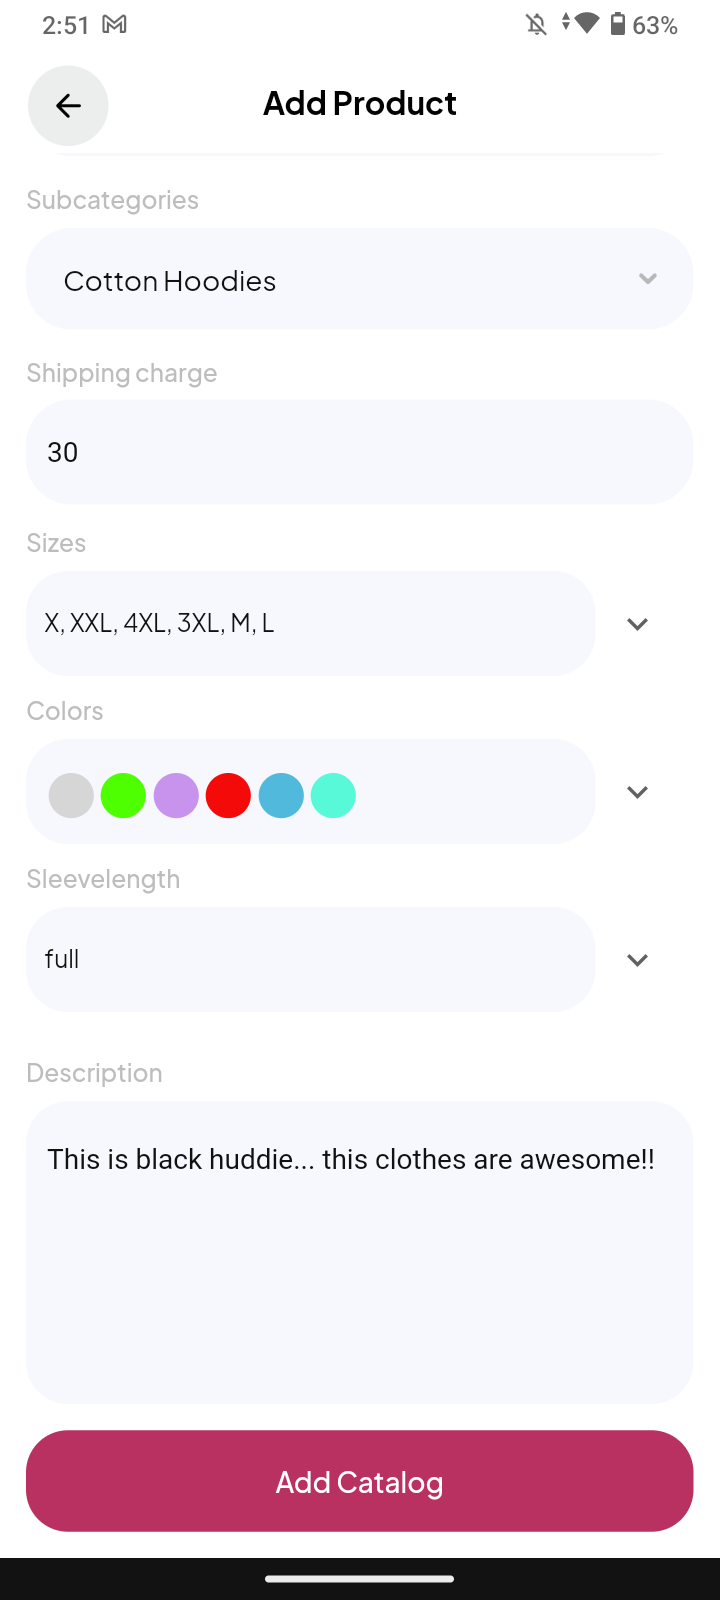 2:51 63%
Add Product
Subcategories
Cotton Hoodies
Shipping charge
30
Sizes
X, XXL, 4XL, 3XL, M, L
Colors
Sleevelength
full
Description
This is black huddie... this clothes are awesome!!
Add Catalog